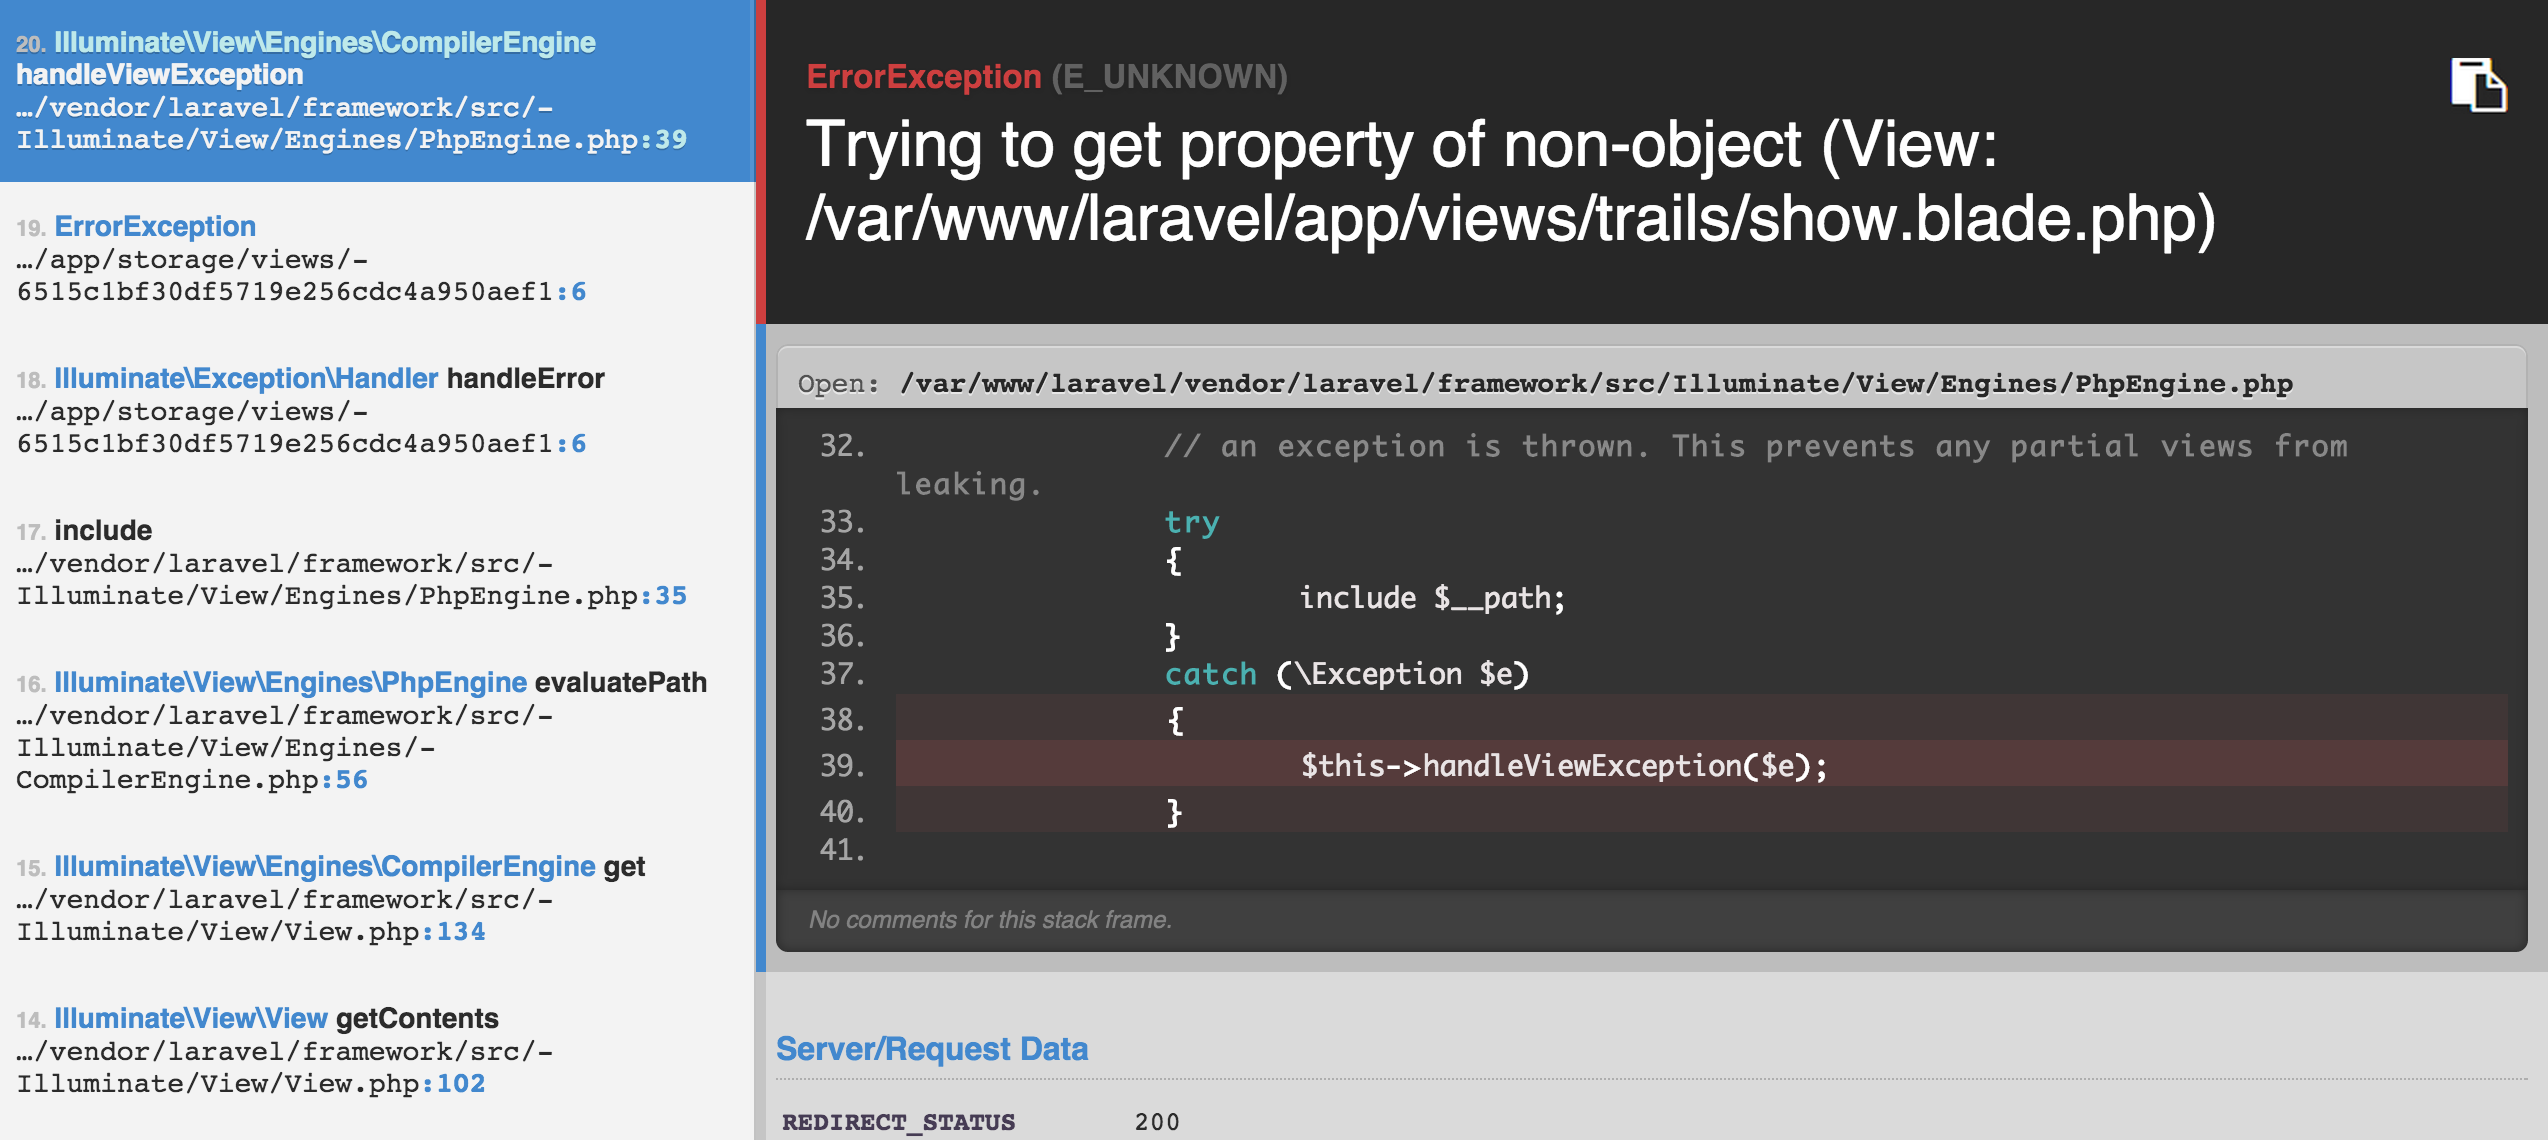 20. Illuminate\View\Engines\CompilerEngine
handleViewException
…/vendor/laravel/framework/src/-
Illuminate/View/Engines/PhpEngine.php:39
19. ErrorException
…/app/storage/views/-
6515c1bf30df5719e256cdc4a950aef1:6
18. Illuminate\Exception\Handler handleError
…/app/storage/views/-
6515c1bf30df5719e256cdc4a950aef1:6
17. include
…/vendor/laravel/framework/src/-
Illuminate/View/Engines/PhpEngine.php:35
16. Illuminate\View\Engines\PhpEngine evaluatePath
…/vendor/laravel/framework/src/-
Illuminate/View/Engines/-
CompilerEngine.php:56
15. Illuminate\View\Engines\CompilerEngine get
…/vendor/laravel/framework/src/-
Illuminate/View/View.php:134
14. Illuminate\View\View getContents
…/vendor/laravel/framework/src/-
Illuminate/View/View.php:102
ErrorException (E_UNKNOWN)
Trying to get property of non-object (View:
/var/www/laravel/app/views/trails/show.blade.php)
Open: /var/www/laravel/vendor/laravel/framework/src/Illuminate/View/Engines/PhpEngine.php
32. // an exception is thrown. This prevents any partial views from
leaking.
33. try
34. {
35. include $__path;
36. }
37. catch (\Exception $e)
38. {
39. $this->handleViewException($e);
40. }
41.
No comments for this stack frame.
Server/Request Data
REDIRECT_STATUS 200